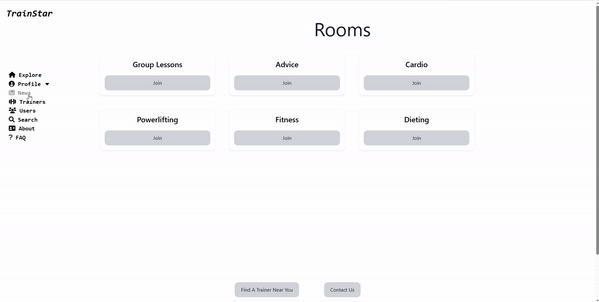 TrainStar
Rooms
Explore
Profile
News
Trainers
Users
Search
About
FAQ
Group Lessons
Join
Advice
Join
Cardio
Join
Powerlifting
Join
Fitness
Join
Dieting
Join
Find A Trainer Near You
Contact Us